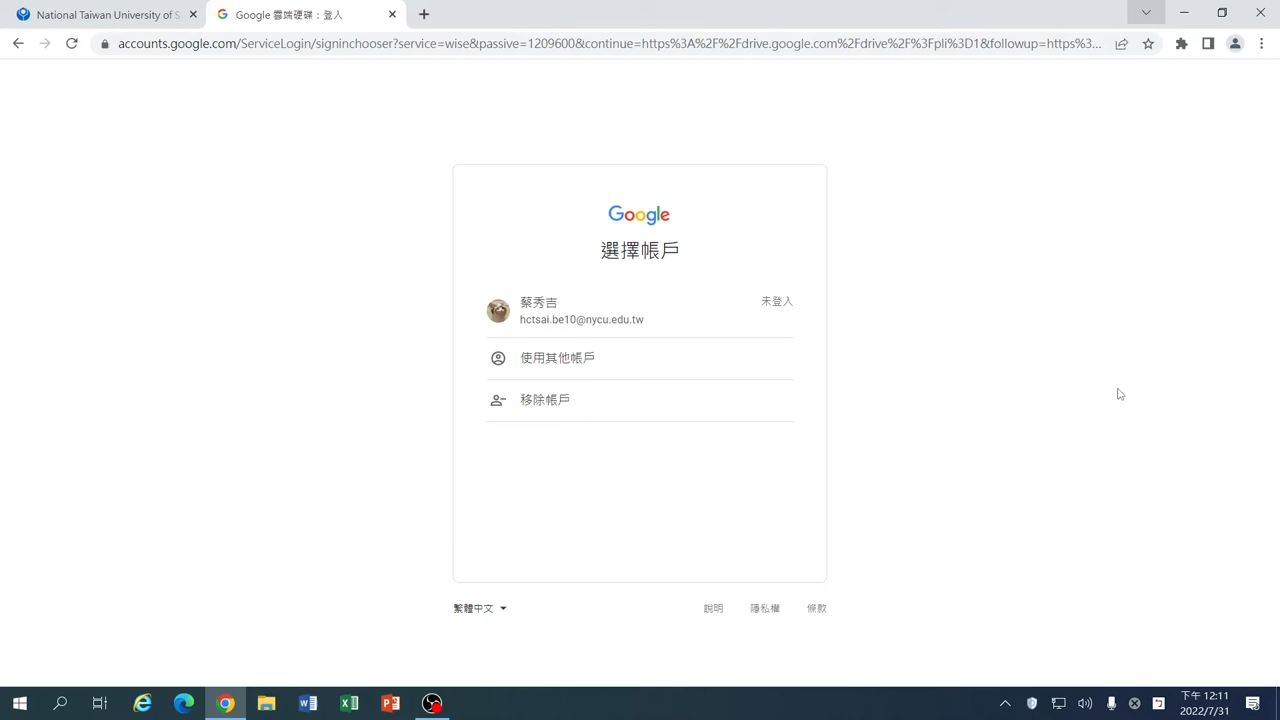 National Taiwan University of S
Google 雲端硬碟：登入
accounts.google.com/ServiceLogin/signinchooser?service=wise&passive=1209600&continue=https%3A%2F%2Fdrive.google.com%2Fdrive%2F%3Fpli%3D1&followup=https%3...
Google
選擇帳戶
蔡秀吉
未登入
hctsai.be10@nycu.edu.tw
使用其他帳戶
移除帳戶
繁體中文
說明
隱私權
條款
下午 12:11
2022/7/31